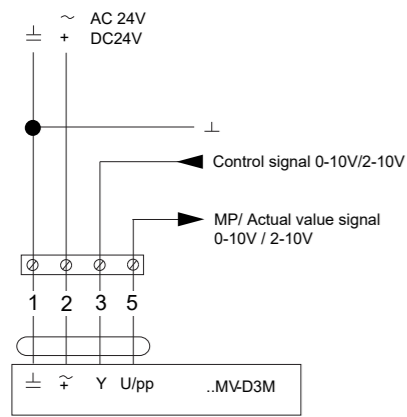 ~ AC 24V
⊥ + DC24V
⊥
Control signal 0-10V/2-10V
MP/ Actual value signal
0-10V / 2-10V
1 2 3 5
⊥ ~ + Y U/pp ..MV-D3M